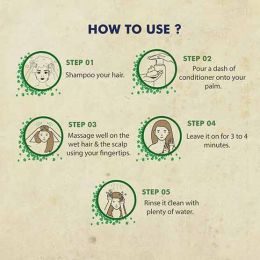 HOW TO USE ?
STEP 01
Shampoo your hair.
STEP 02
Pour a dash of
conditioner onto your
palm.
STEP 03
Massage well on the
wet hair & the scalp
using your fingertips.
STEP 04
Leave it on for 3 to 4
minutes.
STEP 05
Rinse it clean with
plenty of water.